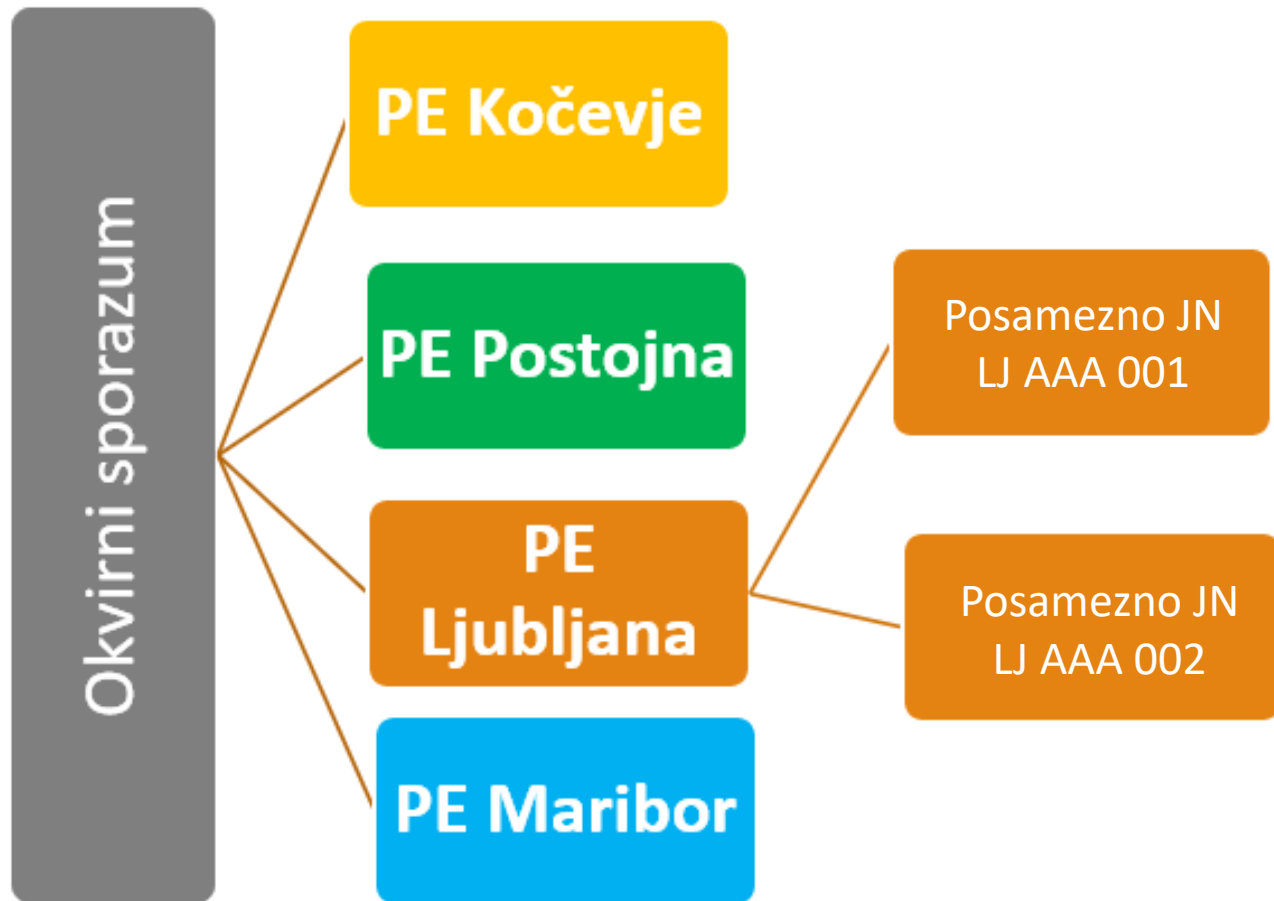 Okvirni sporazum
PE Kočevje
PE Postojna
PE
Ljubljana
PE Maribor
Posamezno JN
LJ AAA 001
Posamezno JN
LJ AAA 002